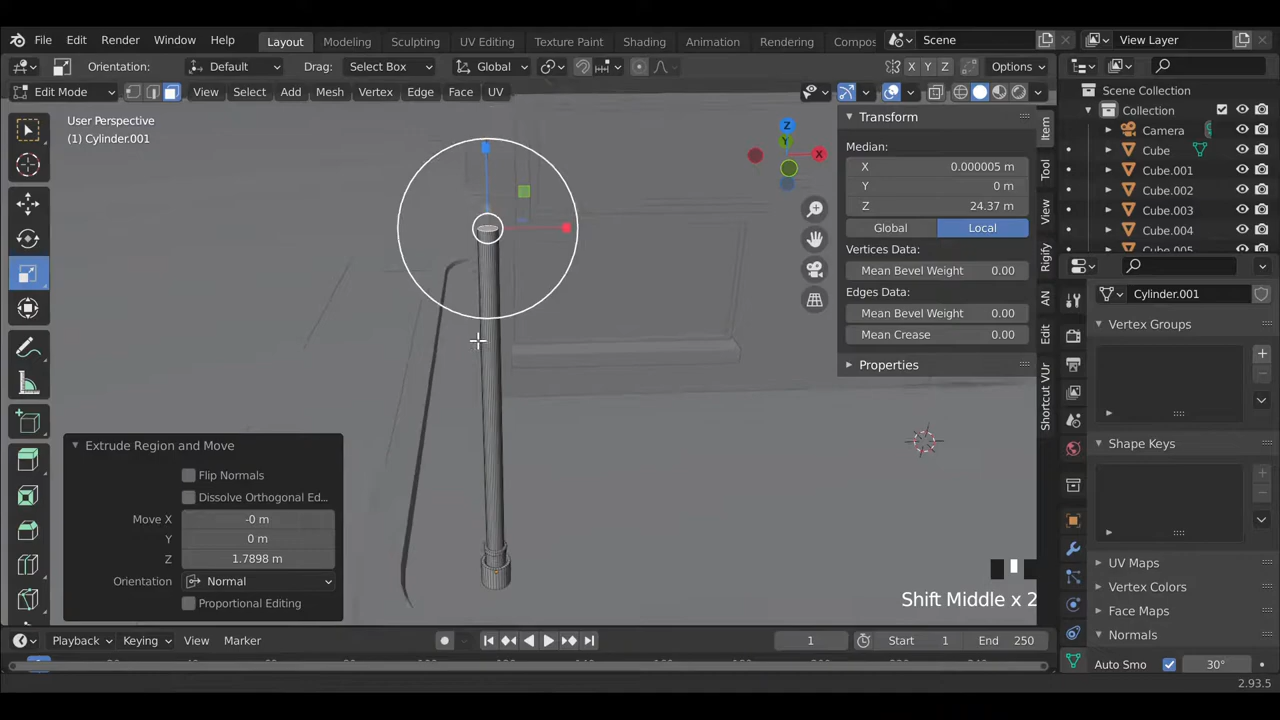 File Edit Render Window Help Layout Modeling Sculpting UV Editing Texture Paint Shading Animation Rendering Compos Scene View Layer
Orientation: Default Drag: Select Box Global X Y Z Options
Edit Mode View Select Add Mesh Vertex Edge Face UV
User Perspective
(1) Cylinder.001
Z
Y
X
Transform
Median:
X 0.000005 m
Y 0 m
Z 24.37 m
Global Local
Vertices Data:
Mean Bevel Weight 0.00
Edges Data:
Mean Bevel Weight 0.00
Mean Crease 0.00
Properties
Item
Tool
View
Rigify
AN
Edit
Shortcut VUr
Scene Collection
Collection
Camera
Cube
Cube.001
Cube.002
Cube.003
Cube.004
Cube.005
Cylinder.001
Vertex Groups
Shape Keys
UV Maps
Vertex Colors
Face Maps
Normals
Auto Smo 30°
Extrude Region and Move
Flip Normals
Dissolve Orthogonal Ed...
Move X -0 m
Y 0 m
Z 1.7898 m
Orientation Normal
Proportional Editing
Shift Middle x 2
Playback Keying View Marker 1 Start 1 End 250
2.93.5